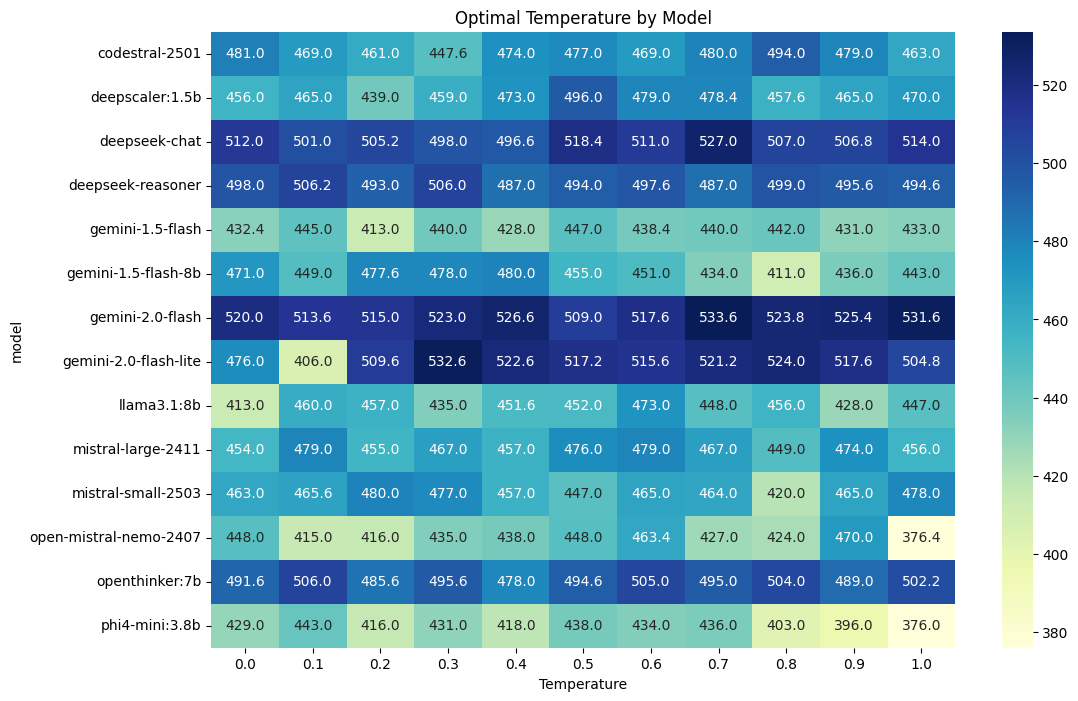 Optimal Temperature by Model
codestral-2501 481.0 469.0 461.0 447.6 474.0 477.0 469.0 480.0 494.0 479.0 463.0
deepscaler:1.5b 456.0 465.0 439.0 459.0 473.0 496.0 479.0 478.4 457.6 465.0 470.0
deepseek-chat 512.0 501.0 505.2 498.0 496.6 518.4 511.0 527.0 507.0 506.8 514.0
deepseek-reasoner 498.0 506.2 493.0 506.0 487.0 494.0 497.6 487.0 499.0 495.6 494.6
gemini-1.5-flash 432.4 445.0 413.0 440.0 428.0 447.0 438.4 440.0 442.0 431.0 433.0
gemini-1.5-flash-8b 471.0 449.0 477.6 478.0 480.0 455.0 451.0 434.0 411.0 436.0 443.0
gemini-2.0-flash 520.0 513.6 515.0 523.0 526.6 509.0 517.6 533.6 523.8 525.4 531.6
gemini-2.0-flash-lite 476.0 406.0 509.6 532.6 522.6 517.2 515.6 521.2 524.0 517.6 504.8
llama3.1:8b 413.0 460.0 457.0 435.0 451.6 452.0 473.0 448.0 456.0 428.0 447.0
mistral-large-2411 454.0 479.0 455.0 467.0 457.0 476.0 479.0 467.0 449.0 474.0 456.0
mistral-small-2503 463.0 465.6 480.0 477.0 457.0 447.0 465.0 464.0 420.0 465.0 478.0
open-mistral-nemo-2407 448.0 415.0 416.0 435.0 438.0 448.0 463.4 427.0 424.0 470.0 376.4
openthinker:7b 491.6 506.0 485.6 495.6 478.0 494.6 505.0 495.0 504.0 489.0 502.2
phi4-mini:3.8b 429.0 443.0 416.0 431.0 418.0 438.0 434.0 436.0 403.0 396.0 376.0
0.0 0.1 0.2 0.3 0.4 0.5 0.6 0.7 0.8 0.9 1.0
Temperature
model
520
500
480
460
440
420
400
380